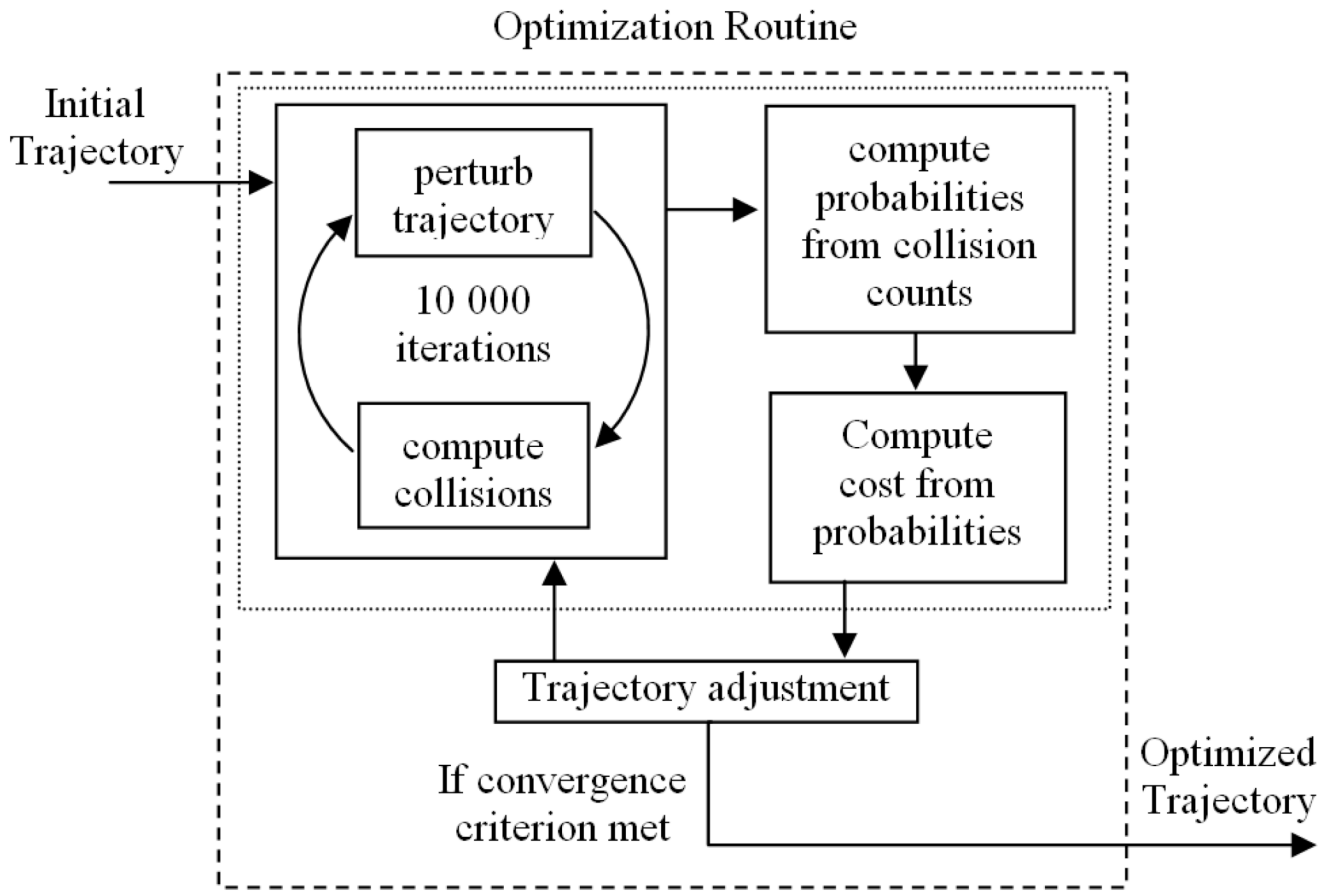 Optimization Routine
Initial
Trajectory
perturb
trajectory
10 000
iterations
compute
collisions
compute
probabilities
from collision
counts
Compute
cost from
probabilities
Trajectory adjustment
If convergence
criterion met
Optimized
Trajectory